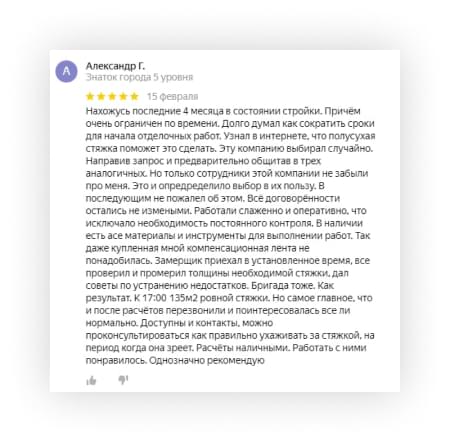 А
Александр Г.
Знаток города 5 уровня
15 февраля
Нахожусь последние 4 месяца в состоянии стройки. Причём
очень ограничен по времени. Долго думал как сократить сроки
для начала отделочных работ. Узнал в интернете, что полусухая
стяжка поможет это сделать. Эту компанию выбирал случайно.
Направив запрос и предварительно общитав в трех
аналогичных. Но только сотрудники этой компании не забыли
про меня. Это и опредределило выбор в их пользу. В
последующим не пожалел об этом. Всё договорённости
остались не измеными. Работали слаженно и оперативно, что
исключало необходимость постоянного контроля. В наличии
есть асе материалы и инструменты для выполнении работ. Так
даже купленная мной компенсационная лента не
понадобилась. Замерщик приехал в установленное время, все
проверил и промерил толщины необходимой стяжки, дал
советы по устранению недостатков. Бригада тоже. Как
результат. К 17:00 135м2 ровной стяжки. Но самое главное, что
и после расчётов перезвонили и поинтересовалась все ли
нормально. Доступны и контакты, можно
проконсультироваться как правильно ухаживать за стяжкой, на
период когда она зреет. Расчёты наличными. Работать с ними
понравилось. Однозначно рекомендую